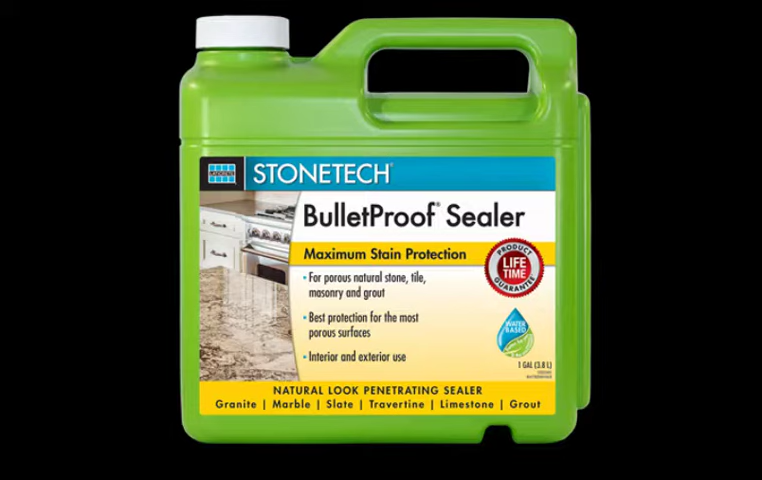 LATICRETE
STONETECH®
BulletProof® Sealer
Maximum Stain Protection
PRODUCT
LIFE
TIME
GUARANTEE
• For porous natural stone, tile,
masonry and grout
• Best protection for the most
porous surfaces
• Interior and exterior use
WATER
BASED
1 GAL (3.8 L)
NATURAL LOOK PENETRATING SEALER
Granite | Marble | Slate | Travertine | Limestone | Grout